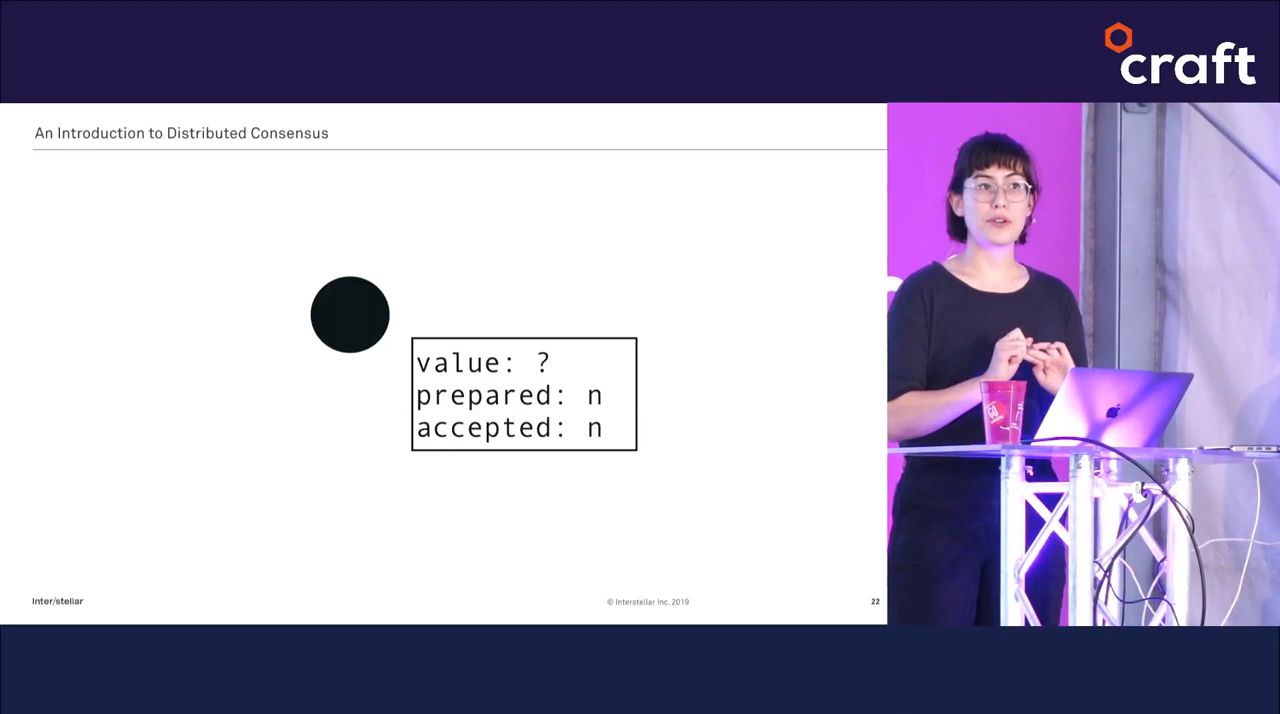 craft
An Introduction to Distributed Consensus
value: ?
prepared: n
accepted: n
inter/stellar
© Interstellar Inc. 2019
22